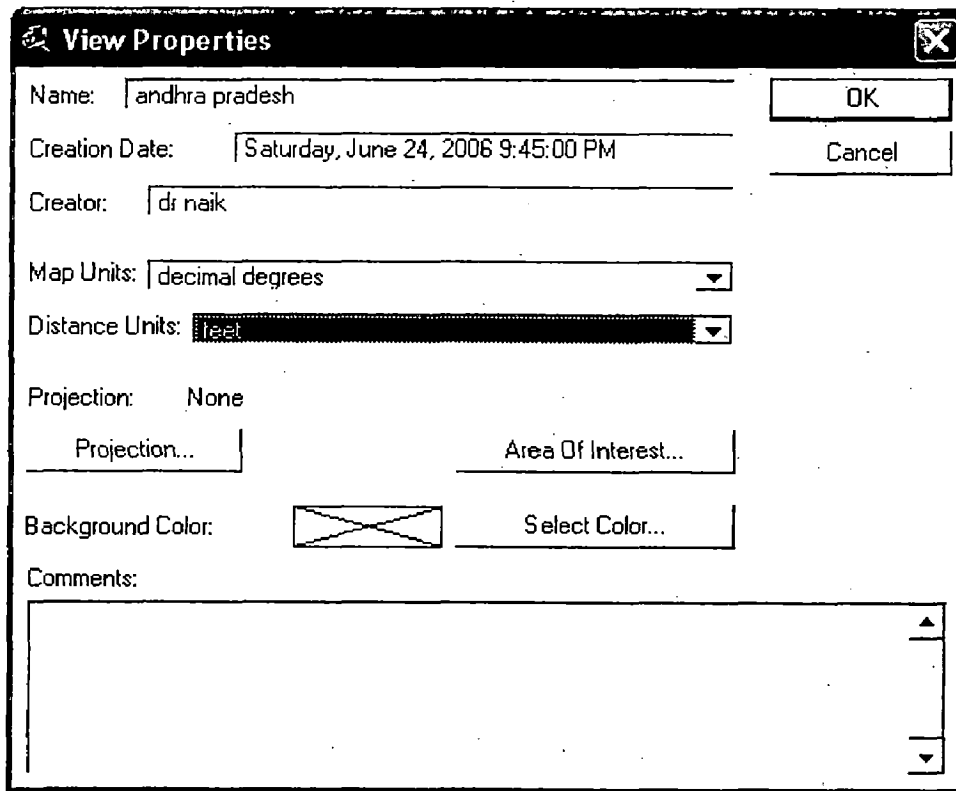 View Properties
Name: andhra pradesh
OK
Creation Date: Saturday, June 24, 2006 9:45:00 PM
Cancel
Creator: dr naik
Map Units: decimal degrees
Distance Units: feet
Projection: None
Projection...
Area Of Interest...
Background Color:
Select Color...
Comments: